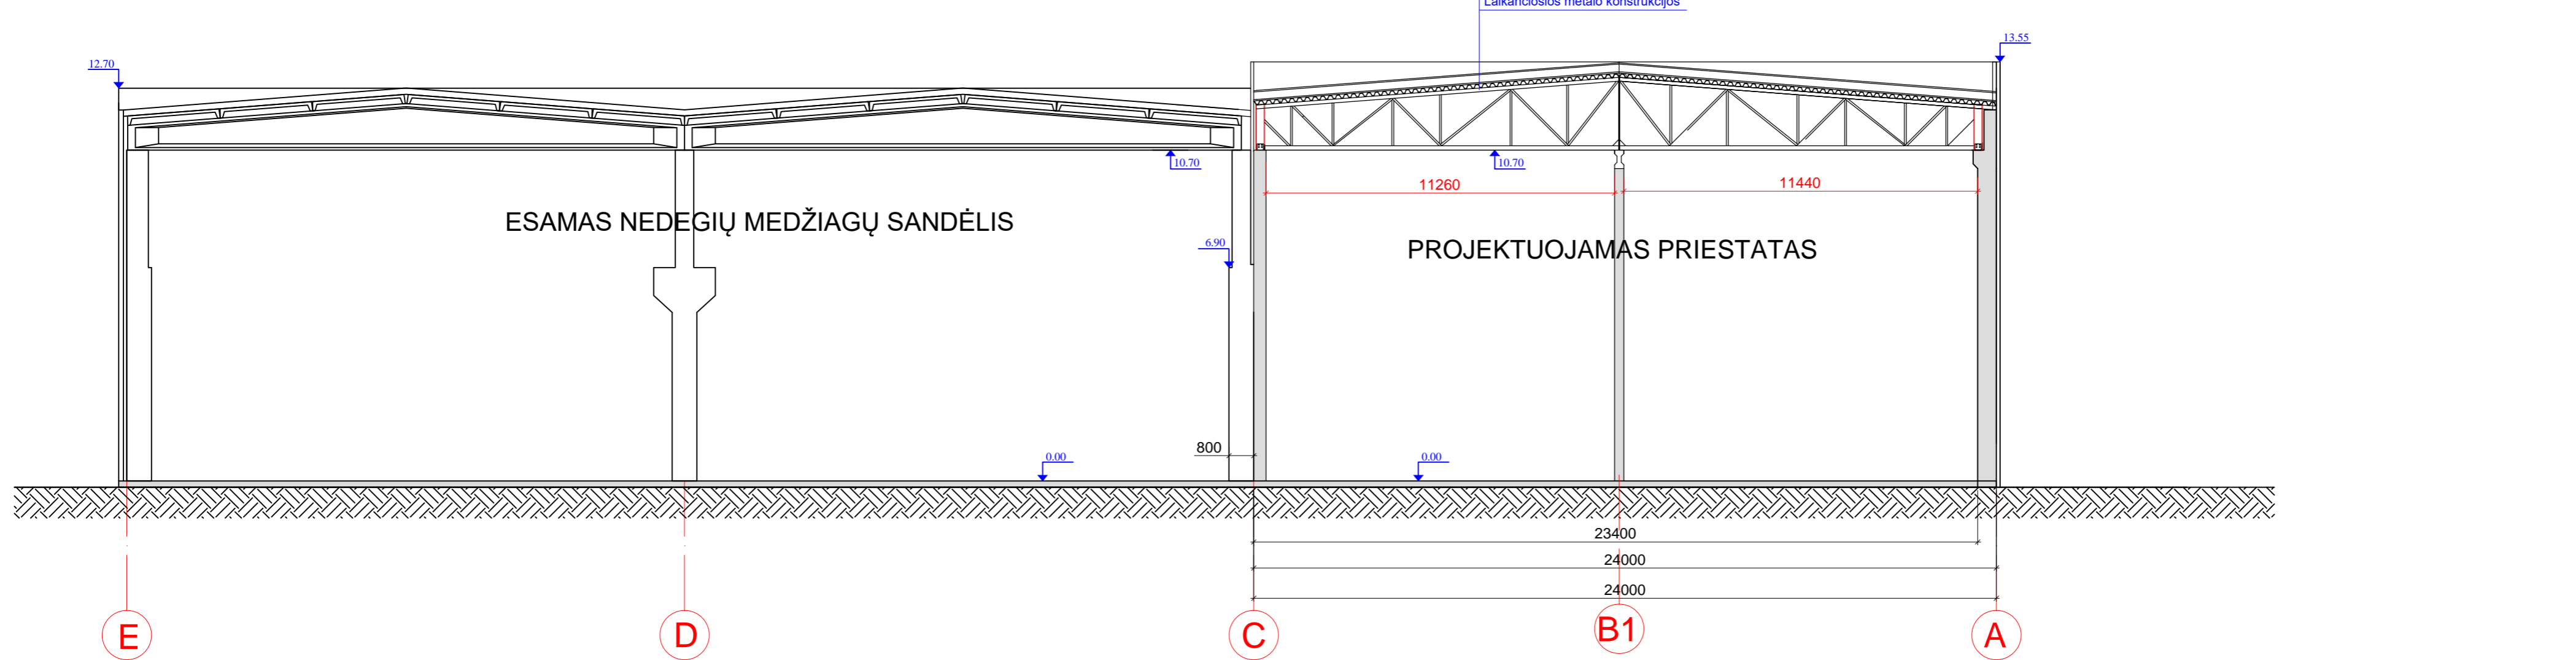 Laikančiosios metalo konstrukcijos
13.55
12.70
10.70
10.70
11260
11440
ESAMAS NEDEGIŲ MEDŽIAGŲ SANDĖLIS
6.90
PROJEKTUOJAMAS PRIESTATAS
800
0.00
0.00
23400
24000
24000
E
D
C
B1
A